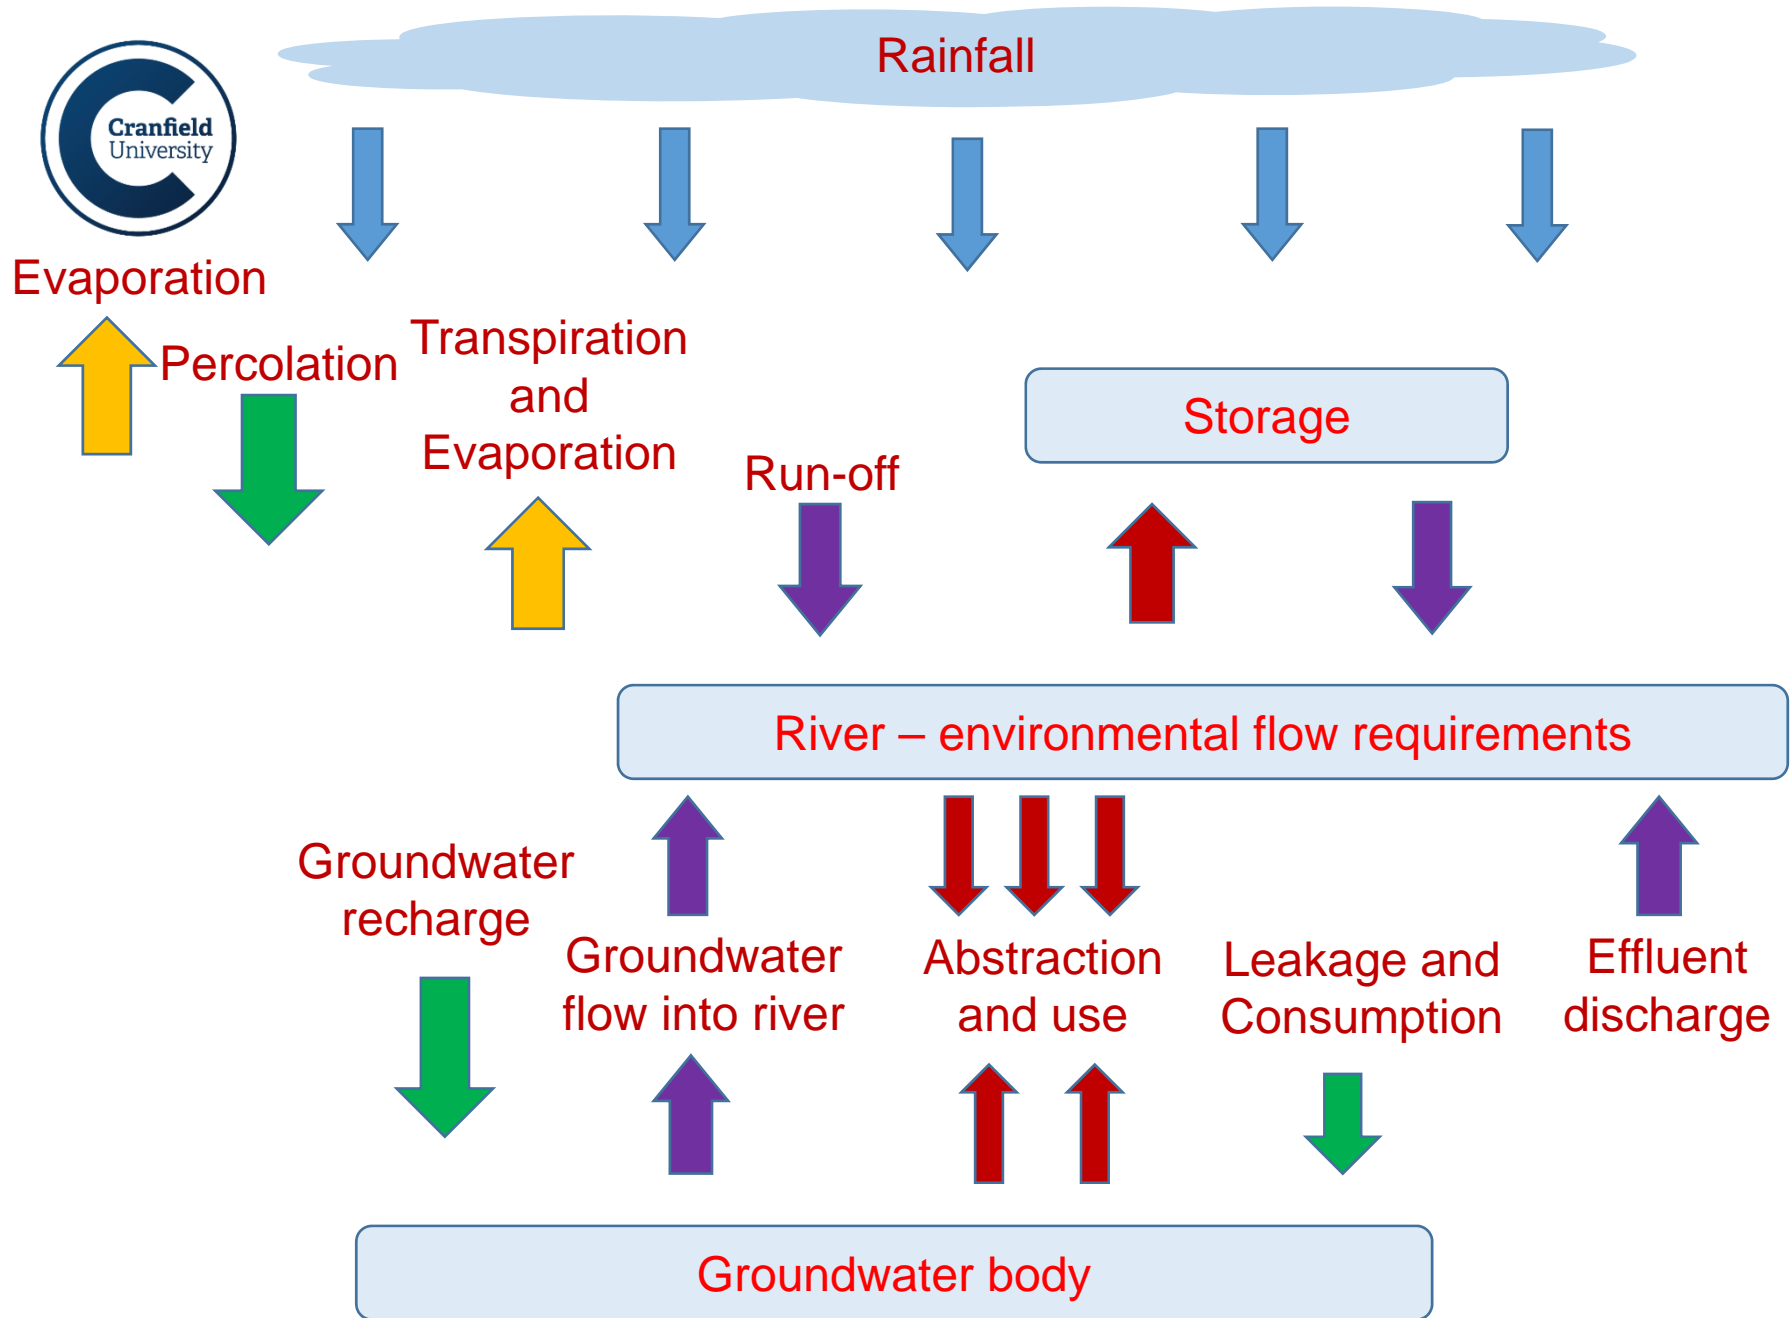 Rainfall
Cranfield
University
Evaporation
Percolation
Transpiration
and
Evaporation
Run-off
Storage
River – environmental flow requirements
Groundwater
recharge
Groundwater
flow into river
Abstraction
and use
Leakage and
Consumption
Effluent
discharge
Groundwater body